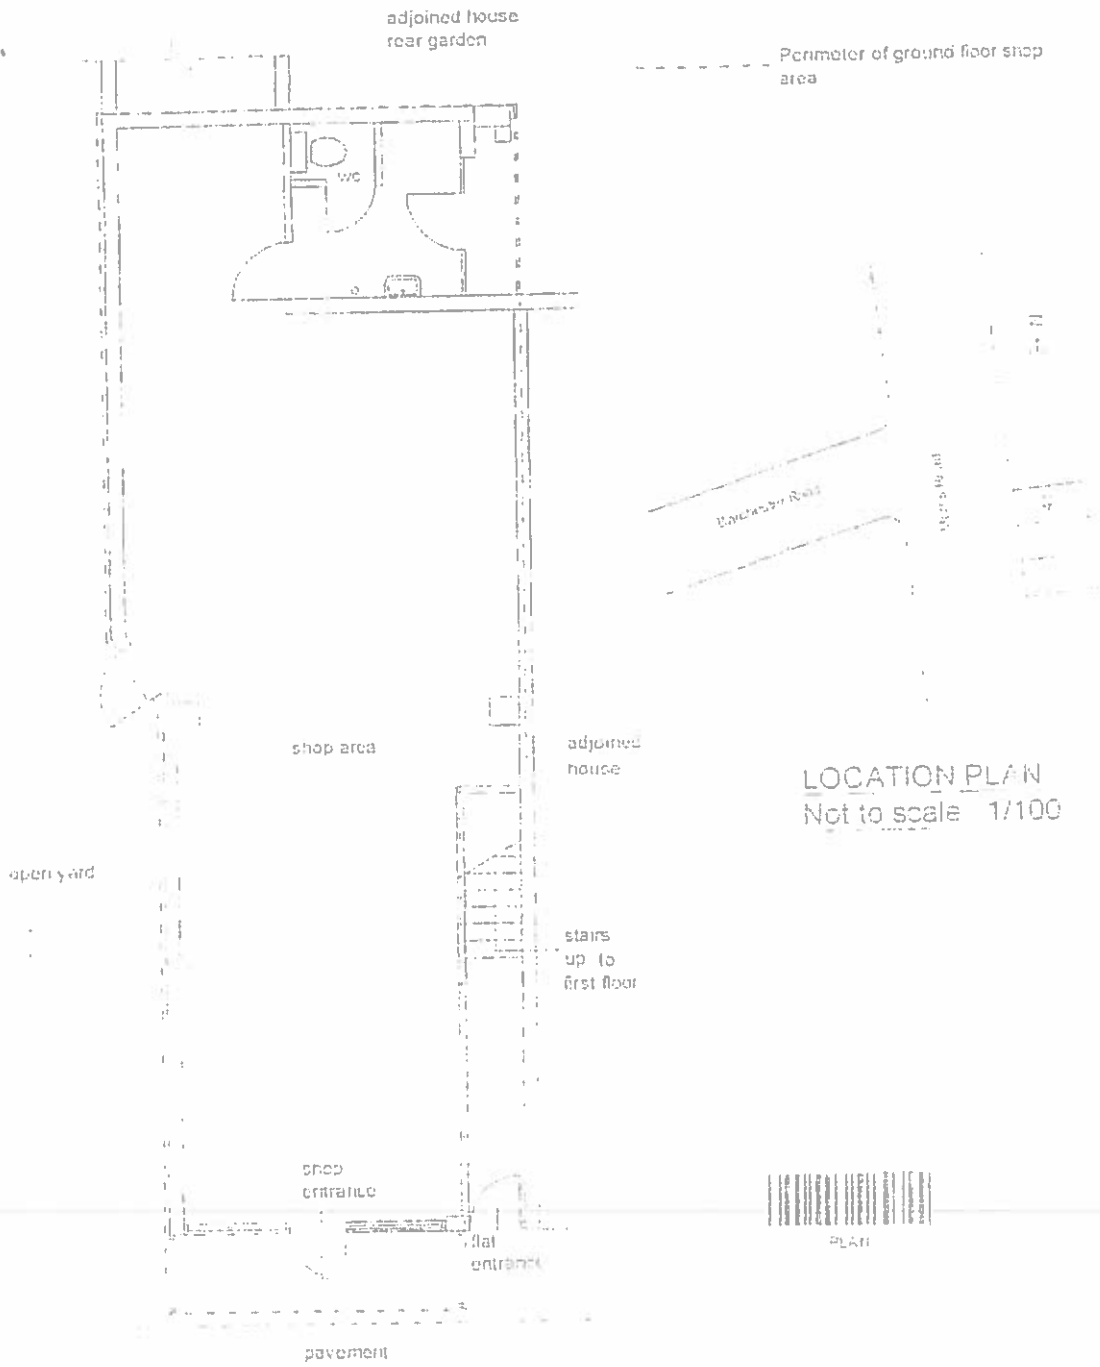 adjoined house
rear garden
Perimeter of ground floor shop
area
WC
shop area
adjoined
house
LOCATION PLAN
Not to scale 1/100
open yard
stairs
up to
first floor
shop
entrance
flat
entrance
PLAN
pavement